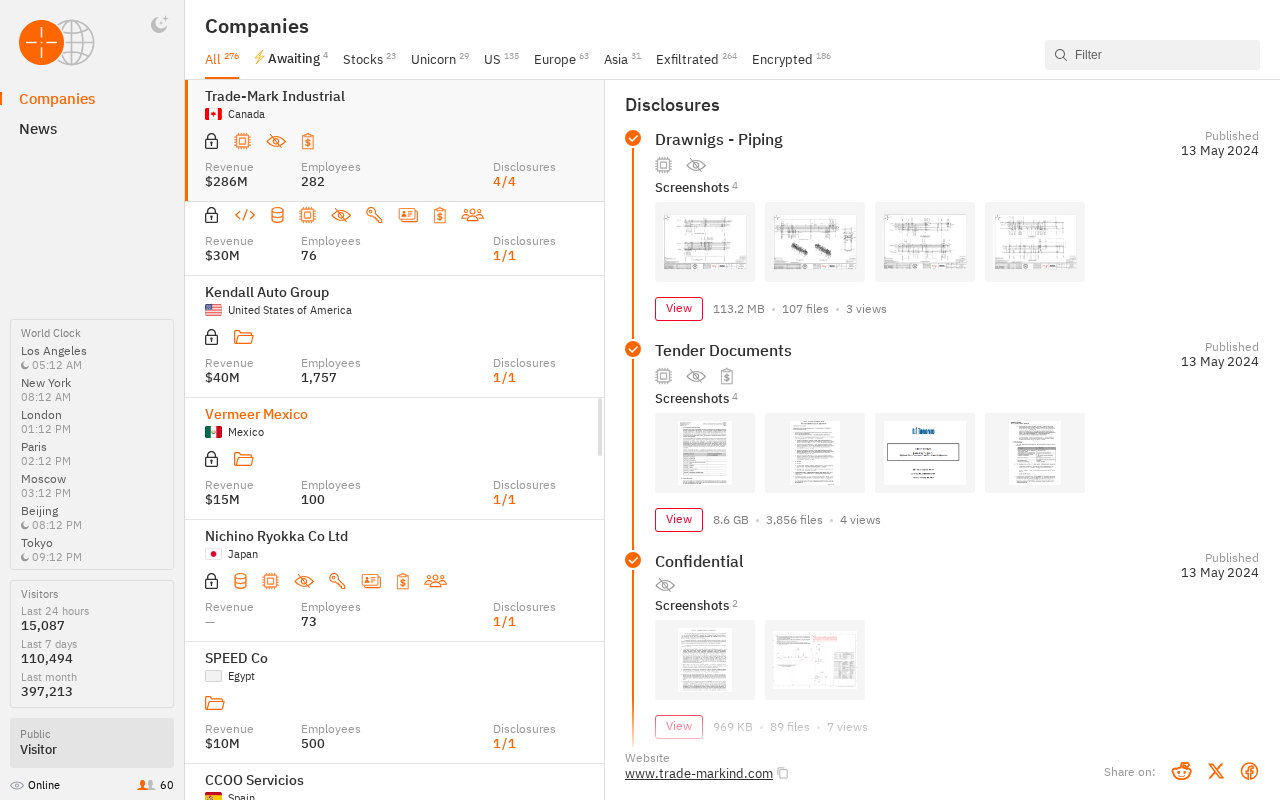 Companies
News
World Clock
Los Angeles
05:12 AM
New York
08:12 AM
London
01:12 PM
Paris
02:12 PM
Moscow
03:12 PM
Beijing
08:12 PM
Tokyo
09:12 PM
Visitors
Last 24 hours
15,087
Last 7 days
110,494
Last month
397,213
Public
Visitor
Online 60
Companies
All 276 Awaiting 4 Stocks 23 Unicorn 29 US 135 Europe 63 Asia 31 Exfiltrated 264 Encrypted 186
Filter
Trade-Mark Industrial
Canada
Revenue Employees Disclosures
$286M 282 4/4
Revenue Employees Disclosures
$30M 76 1/1
Kendall Auto Group
United States of America
Revenue Employees Disclosures
$40M 1,757 1/1
Vermeer Mexico
Mexico
Revenue Employees Disclosures
$15M 100 1/1
Nichino Ryokka Co Ltd
Japan
Revenue Employees Disclosures
— 73 1/1
SPEED Co
Egypt
Revenue Employees Disclosures
$10M 500 1/1
CCOO Servicios
Spain
Disclosures
Drawnigs - Piping
Published
13 May 2024
Screenshots 4
View 113.2 MB • 107 files • 3 views
Tender Documents
Published
13 May 2024
Screenshots 4
View 8.6 GB • 3,856 files • 4 views
Confidential
Published
13 May 2024
Screenshots 2
View 969 KB • 89 files • 7 views
Website
www.trade-markind.com
Share on: